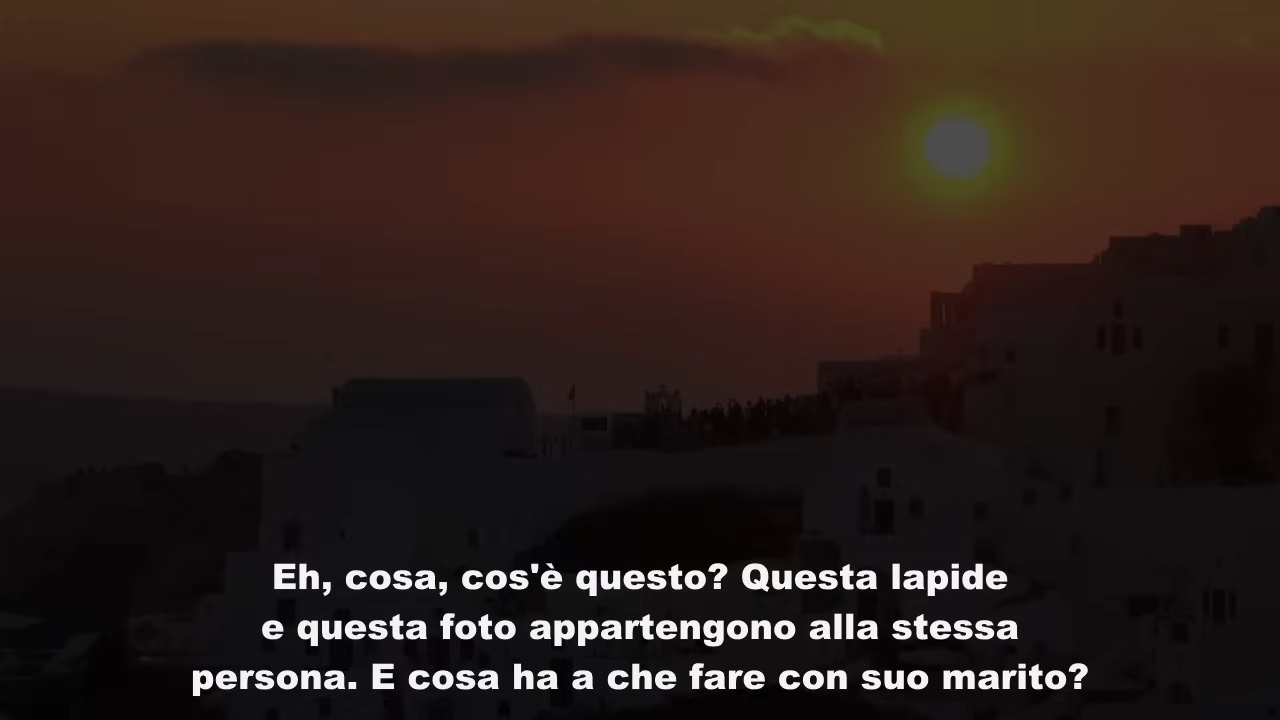 Eh, cosa, cos'è questo? Questa lapide
e questa foto appartengono alla stessa
persona. E cosa ha a che fare con suo marito?